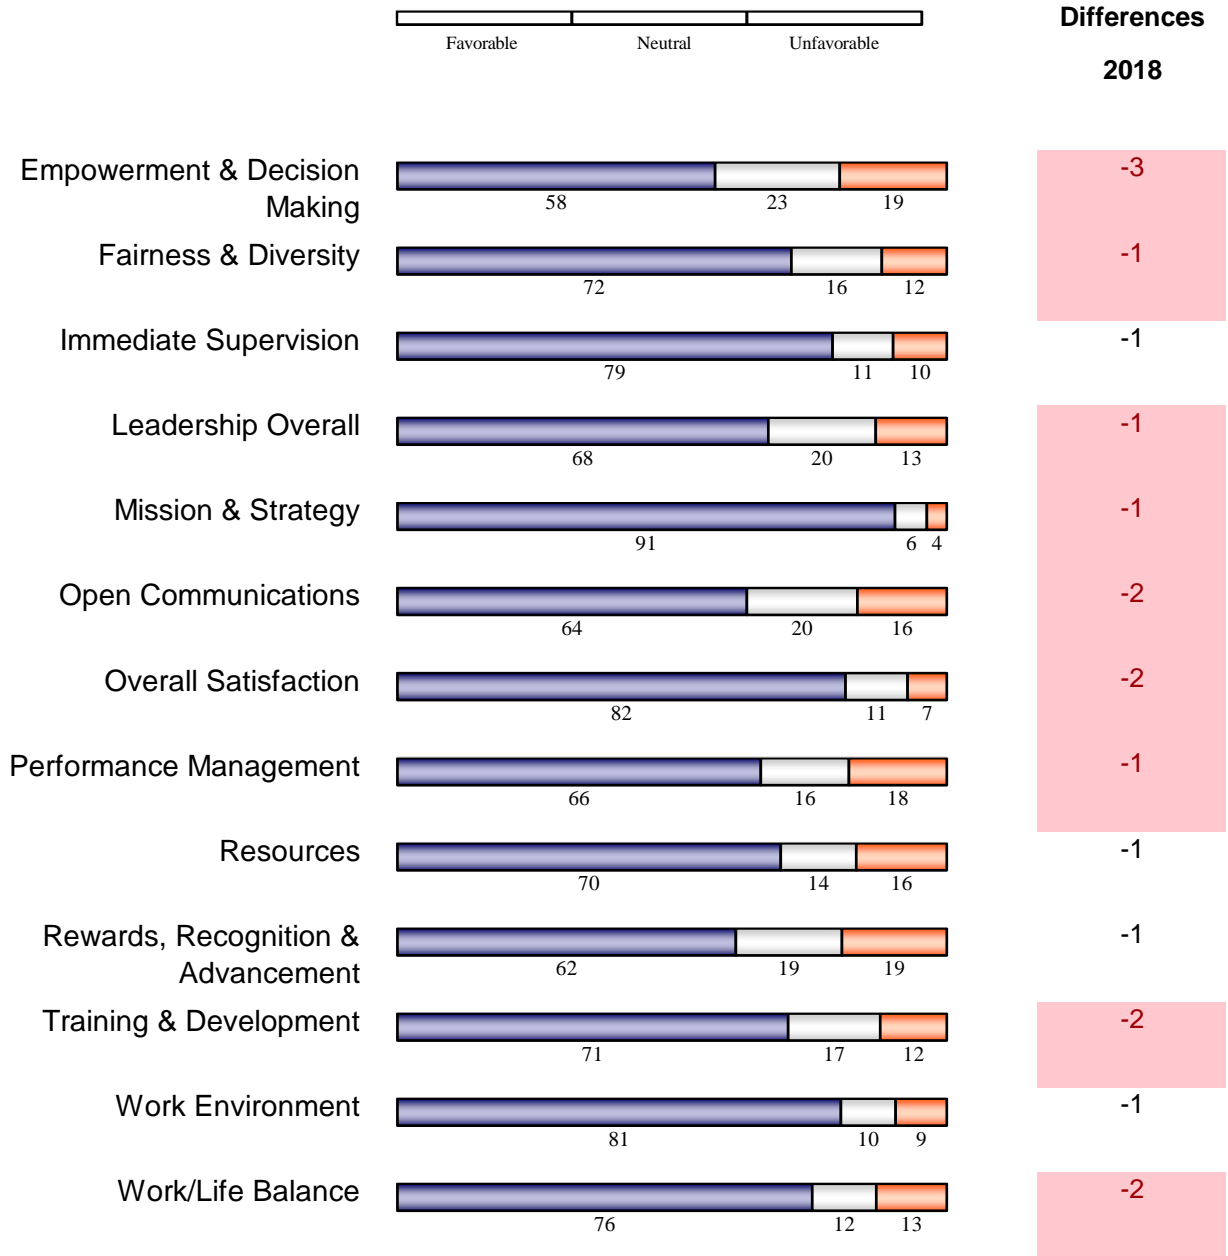 Differences
Favorable Neutral Unfavorable
2018
Empowerment & Decision
Making
58 23 19
-3
Fairness & Diversity
72 16 12
-1
Immediate Supervision
79 11 10
-1
Leadership Overall
68 20 13
-1
Mission & Strategy
91 6 4
-1
Open Communications
64 20 16
-2
Overall Satisfaction
82 11 7
-2
Performance Management
66 16 18
-1
Resources
70 14 16
-1
Rewards, Recognition &
Advancement
62 19 19
-1
Training & Development
71 17 12
-2
Work Environment
81 10 9
-1
Work/Life Balance
76 12 13
-2